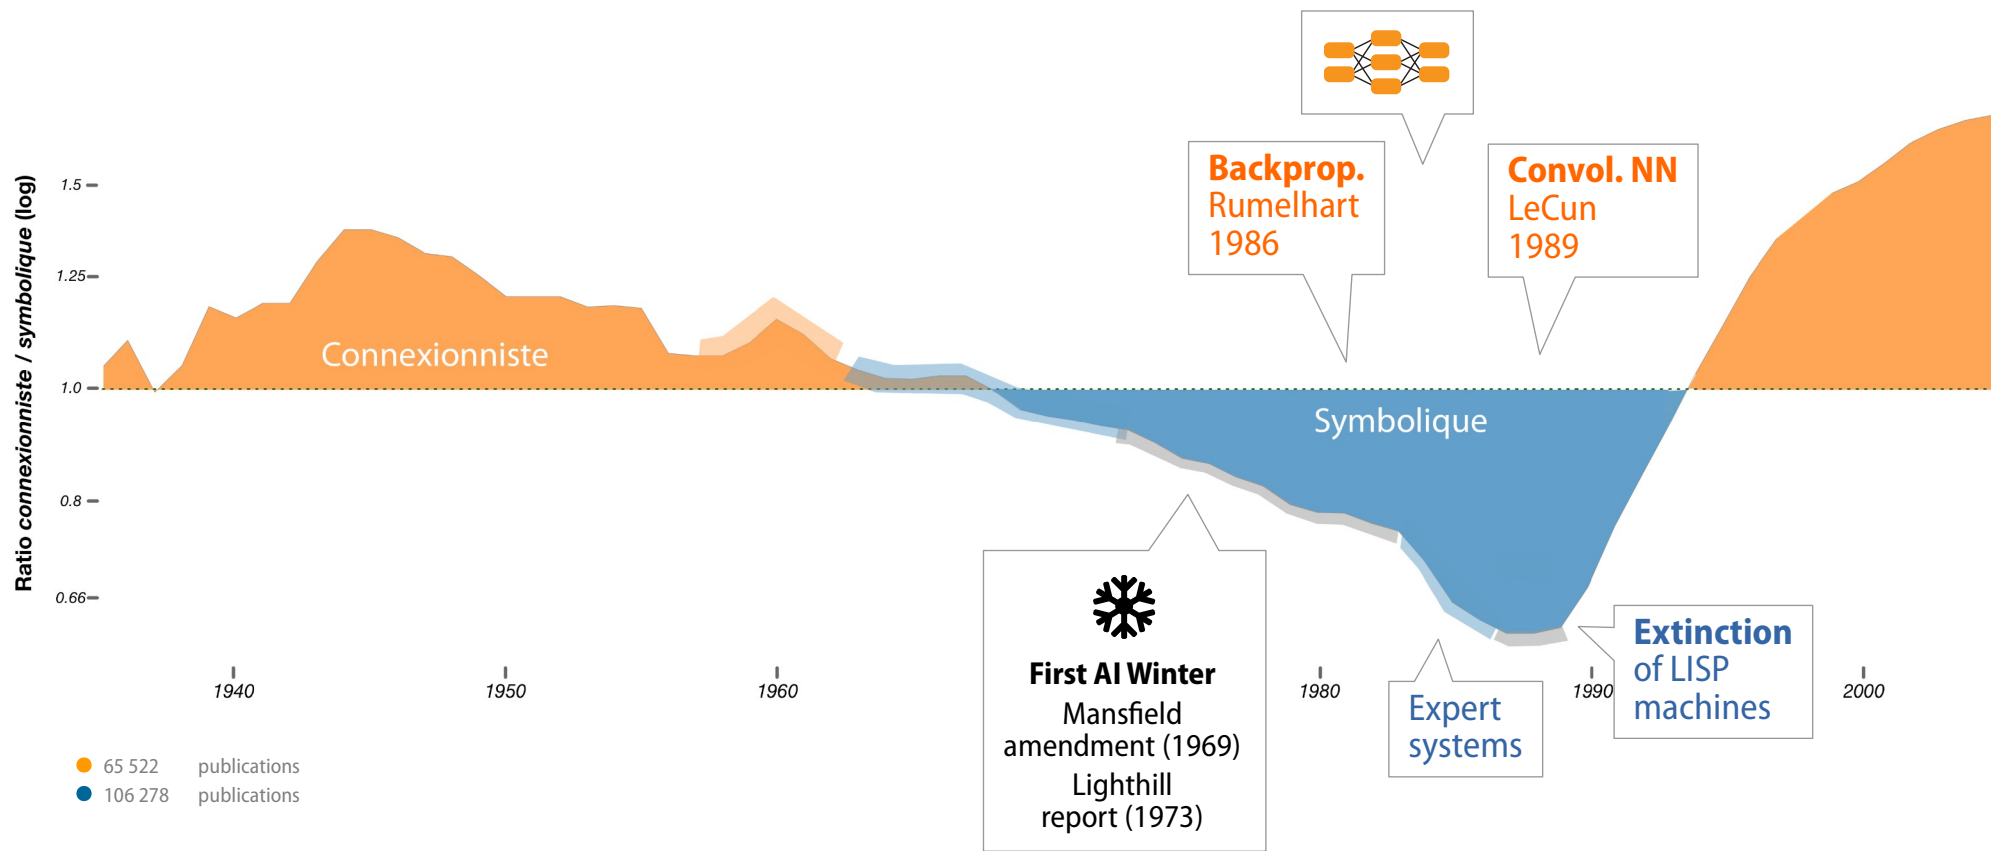 Ratio connexionniste / symbolique (log)
1.5
1.25
1.0
0.8
0.66
Connexionniste
Symbolique
Backprop.
Rumelhart
1986
Convol. NN
LeCun
1989
First AI Winter
Mansfield
amendment (1969)
Lighthill
report (1973)
Expert
systems
Extinction
of LISP
machines
1940
1950
1960
1980
1990
2000
65 522 publications
106 278 publications